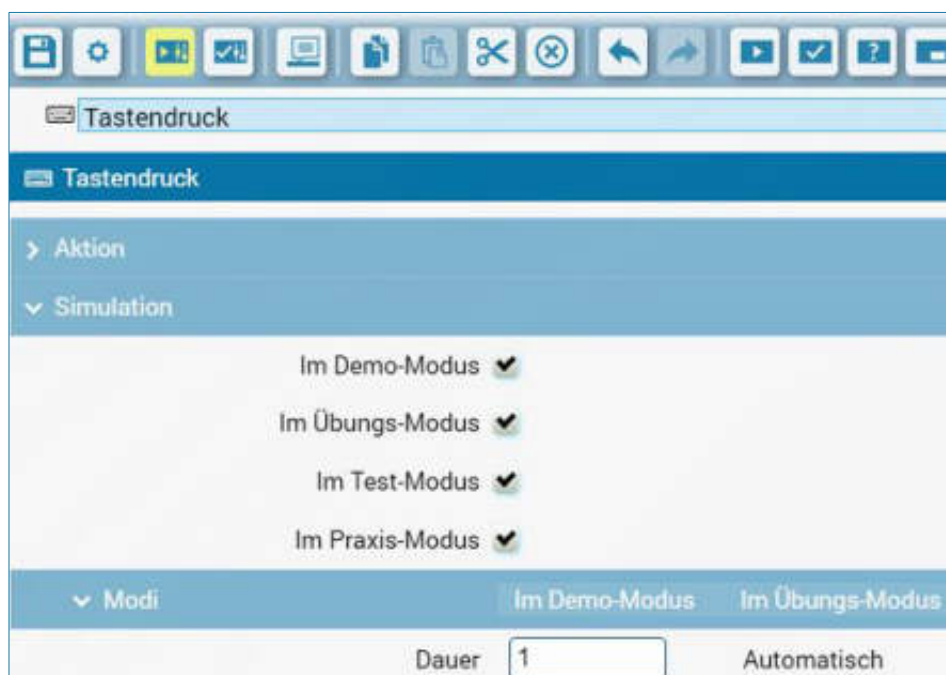 Tastendruck
Tastendruck
Aktion
Simulation
Im Demo-Modus
Im Übungs-Modus
Im Test-Modus
Im Praxis-Modus
Modi Im Demo-Modus Im Übungs-Modus
Dauer 1 Automatisch